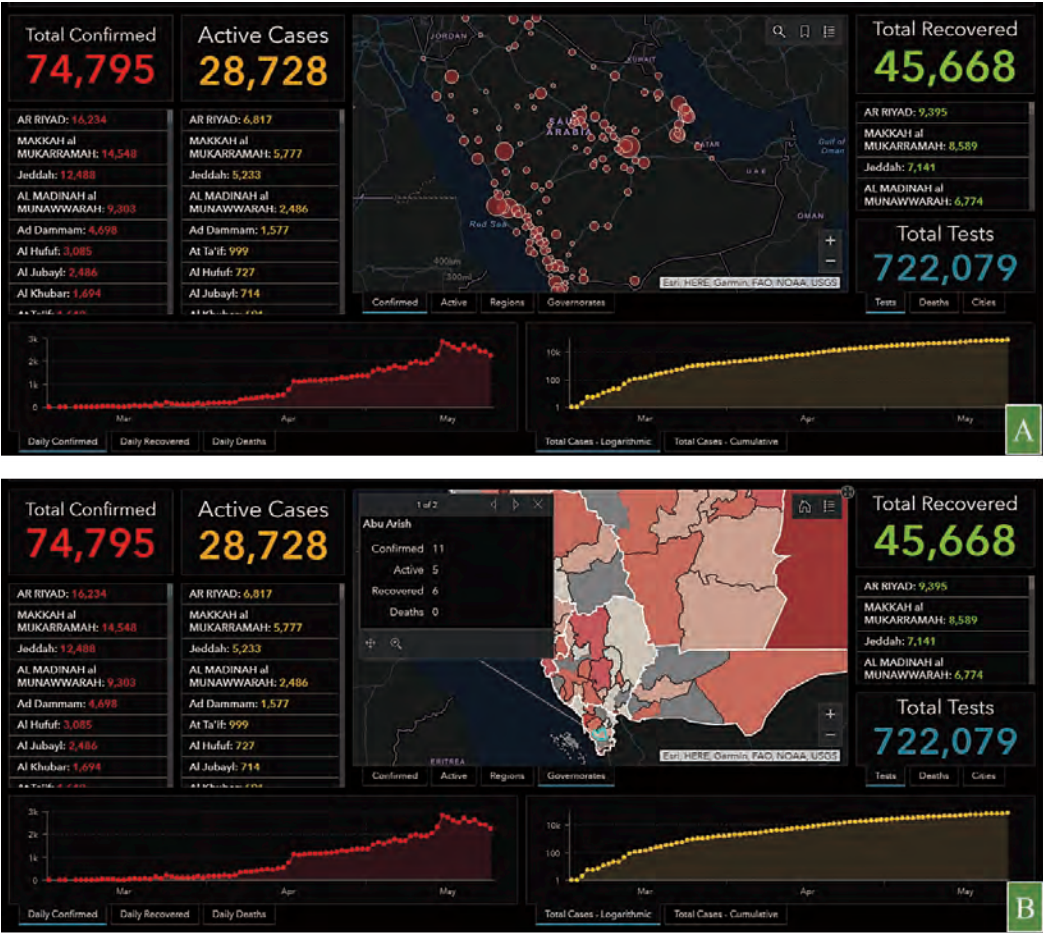 Total Confirmed
74,795
AR RIYAD: 16,234
MAKKAH al
MUKARRAMAH: 14,548
Jeddah: 12,488
AL MADINAH al
MUNAWWARAH: 9,303
Ad Dammam: 4,698
Al Hufuf: 3,085
Al Jubayl: 2,486
Al Khubar: 1,694
Active Cases
28,728
AR RIYAD: 6,817
MAKKAH al
MUKARRAMAH: 5,777
Jeddah: 5,233
AL MADINAH al
MUNAWWARAH: 2,486
Ad Dammam: 1,577
At Ta'if: 999
Al Hufuf: 727
Al Jubayl: 714
JORDAN
KUWAIT
SAUDI
ARABIA
QATAR
Gulf of
Oman
UAE
OMAN
Red Sea
400km
300mi
+
−
Esri, HERE, Garmin, FAO, NOAA, USGS
Confirmed
Active
Regions
Governorates
Total Recovered
45,668
AR RIYAD: 9,395
MAKKAH al
MUKARRAMAH: 8,589
Jeddah: 7,141
AL MADINAH al
MUNAWWARAH: 6,774
Total Tests
722,079
Tests
Deaths
Cities
3k
2k
1k
0
Mar
Apr
May
Daily Confirmed
Daily Recovered
Daily Deaths
10k
100
1
Mar
Apr
May
Total Cases - Logarithmic
Total Cases - Cumulative
A
Total Confirmed
74,795
AR RIYAD: 16,234
MAKKAH al
MUKARRAMAH: 14,548
Jeddah: 12,488
AL MADINAH al
MUNAWWARAH: 9,303
Ad Dammam: 4,698
Al Hufuf: 3,085
Al Jubayl: 2,486
Al Khubar: 1,694
Active Cases
28,728
AR RIYAD: 6,817
MAKKAH al
MUKARRAMAH: 5,777
Jeddah: 5,233
AL MADINAH al
MUNAWWARAH: 2,486
Ad Dammam: 1,577
At Ta'if: 999
Al Hufuf: 727
Al Jubayl: 714
1 of 2
Abu Arish
Confirmed 11
Active 5
Recovered 6
Deaths 0
ERITREA
+
−
Esri, HERE, Garmin, FAO, NOAA, USGS
Confirmed
Active
Regions
Governorates
Total Recovered
45,668
AR RIYAD: 9,395
MAKKAH al
MUKARRAMAH: 8,589
Jeddah: 7,141
AL MADINAH al
MUNAWWARAH: 6,774
Total Tests
722,079
Tests
Deaths
Cities
3k
2k
1k
0
Mar
Apr
May
Daily Confirmed
Daily Recovered
Daily Deaths
10k
100
1
Mar
Apr
May
Total Cases - Logarithmic
Total Cases - Cumulative
B